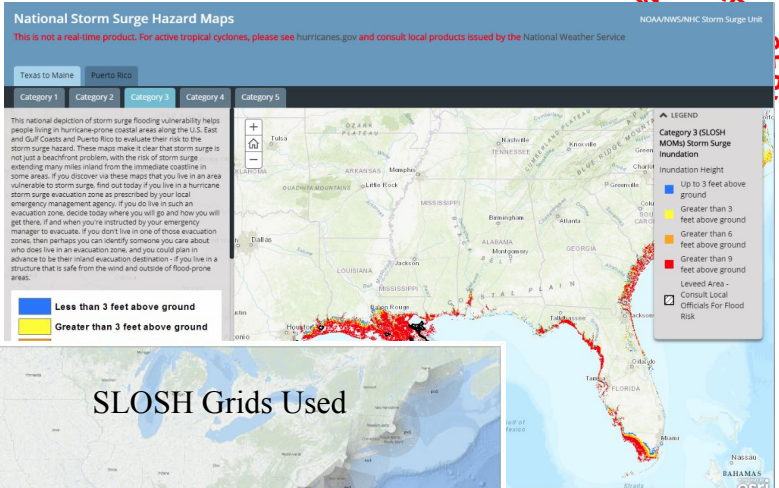 National Storm Surge Hazard Maps
NOAA/NWS/NHC Storm Surge Unit
This is not a real-time product. For active tropical cyclones, please see hurricanes.gov and consult local products issued by the National Weather Service
Texas to Maine
Puerto Rico
Category 1
Category 2
Category 3
Category 4
Category 5
This national depiction of storm surge flooding vulnerability helps
people living in hurricane-prone coastal areas along the U.S. East
and Gulf Coasts and Puerto Rico to evaluate their risk to the
storm surge hazard. These maps make it clear that storm surge is
not just a beachfront problem, with the risk of storm surge
extending many miles inland from the immediate coastline in
some areas. If you discover via these maps that you live in an area
vulnerable to storm surge, find out today if you live in a hurricane
storm surge evacuation zone as prescribed by your local
emergency management agency. If you do live in such an
evacuation zone, decide today where you will go and how you will
get there, if and when you're instructed by your emergency
manager to evacuate. If you don't live in one of those evacuation
zones, then perhaps you can identify someone you care about
who does live in an evacuation zone, and you could plan in
advance to be their inland evacuation destination - if you live in a
structure that is safe from the wind and outside of flood-prone
areas.
Less than 3 feet above ground
Greater than 3 feet above ground
LEGEND
Category 3 (SLOSH
MOMs) Storm Surge
Inundation
Inundation Height
Up to 3 feet above
ground
Greater than 3
feet above ground
Greater than 6
feet above ground
Greater than 9
feet above ground
Leveed Area -
Consult Local
Officials For Flood
Risk
+
−
OZARK
PLATEAU
Tulsa
Nashville
Knoxville
TENNESSEE
ARKANSAS
Memphis
OUACHITA MOUNTAINS
Little Rock
Greenville
MISSISSIPPI
Birmingham
Atlanta
Dallas
ALABAMA
GEORGIA
Montgomery
Jackson
LOUISIANA
MISSISSIPPI
COASTAL PLAIN
Baton Rouge
Houston
Tallahassee
Orlando
Tampa
FLORIDA
Miami
Nassau
BAHAMAS
esri
SLOSH Grids Used